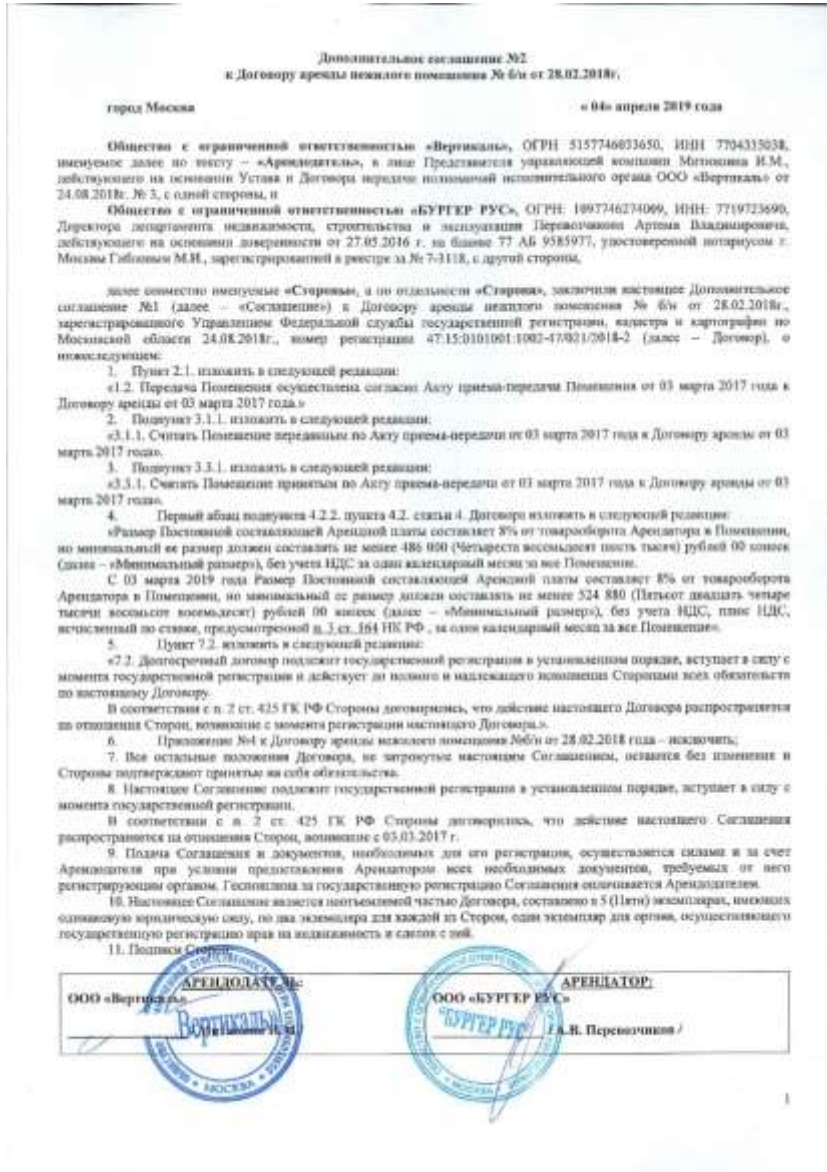 Дополнительное соглашение №2
к Договору аренды нежилого помещения № б/н от 28.02.2018г.
город Москва « 04» апреля 2019 года
Общество с ограниченной ответственностью «Вертикаль», ОГРН 5157746033650, ИНН 7704335038,
именуемое далее по тексту – «Арендодатель», в лице Представителя управляющей компании Митюкова И.М.,
действующего на основании Устава и Договора передачи полномочий исполнительного органа ООО «Вертикаль» от
24.08.2018г. № 3, с одной стороны, и
Общество с ограниченной ответственностью «БУРГЕР РУС», ОГРН: 1097746274009, ИНН: 7719723690,
Директора департамента недвижимости, строительства и эксплуатации Перевозчикова Артема Владимировича,
действующего на основании доверенности от 27.05.2016 г. на бланке 77 АБ 9585977, удостоверенной нотариусом г.
Москвы М.И., зарегистрированной в реестре за № 7-3118, с другой стороны,
далее совместно именуемые «Стороны», а по отдельности «Сторона», заключили настоящее Дополнительное
соглашение №1 (далее – «Соглашение») к Договору аренды нежилого помещения № б/н от 28.02.2018г.,
зарегистрированного Управлением Федеральной службы государственной регистрации, кадастра и картографии по
Московской области 24.08.2018г., номер регистрации 47:15:0101001:1002-47/021/2018-2 (далее – Договор), о
нижеследующем:
1. Пункт 2.1. изложить в следующей редакции:
«1.2. Передача Помещения осуществлена согласно Акту приема-передачи Помещения от 03 марта 2017 года к
Договору аренды от 03 марта 2017 года.»
2. Подпункт 3.1.1. изложить в следующей редакции:
«3.1.1. Считать Помещение переданным по Акту приема-передачи от 03 марта 2017 года к Договору аренды от 03
марта 2017 года».
3. Подпункт 3.3.1. изложить в следующей редакции:
«3.3.1. Считать Помещение принятым по Акту приема-передачи от 03 марта 2017 года к Договору аренды от 03
марта 2017 года».
4. Первый абзац подпункта 4.2.2. пункта 4.2. статьи 4. Договора изложить в следующей редакции:
«Размер Постоянной составляющей Арендной платы составляет 8% от товарооборота Арендатора в Помещении,
но минимальный ее размер должен составлять не менее 486 000 (Четыреста восемьдесят шесть тысяч) рублей 00 копеек
(далее – «Минимальный размер»), без учета НДС за один календарный месяц за все Помещение.
С 03 марта 2019 года Размер Постоянной составляющей Арендной платы составляет 8% от товарооборота
Арендатора в Помещении, но минимальный ее размер должен составлять не менее 524 880 (Пятьсот двадцать четыре
тысячи восемьсот восемьдесят) рублей 00 копеек (далее – «Минимальный размер»), без учета НДС, плюс НДС,
исчисленный по ставке, предусмотренной п. 3 ст. 164 НК РФ , за один календарный месяц за все Помещение».
5. Пункт 7.2. изложить в следующей редакции:
«7.2. Долгосрочный договор подлежит государственной регистрации в установленном порядке, вступает в силу с
момента государственной регистрации и действует до полного и надлежащего исполнения Сторонами всех обязательств
по настоящему Договору.
В соответствии с п. 2 ст. 425 ГК РФ Стороны договорились, что действие настоящего Договора распространяется
на отношения Сторон, возникшие с момента регистрации настоящего Договора.».
6. Приложение №4 к Договору аренды нежилого помещения №б/н от 28.02.2018 года – исключить;
7. Все остальные положения Договора, не затронутые настоящим Соглашением, остаются без изменения и
Стороны подтверждают принятые на себя обязательства.
8. Настоящее Соглашение подлежит государственной регистрации в установленном порядке, вступает в силу с
момента государственной регистрации.
В соответствии с п. 2 ст. 425 ГК РФ Стороны договорились, что действие настоящего Соглашения
распространяется на отношения Сторон, возникшие с 03.03.2017 г.
9. Подача Соглашения и документов, необходимых для его регистрации, осуществляется силами и за счет
Арендодателя при условии предоставления Арендатором всех необходимых документов, требуемых от него
регистрирующим органом. Госпошлина за государственную регистрацию Соглашения оплачивается Арендодателем.
10. Настоящее Соглашение является неотъемлемой частью Договора, составлено в 5 (Пяти) экземплярах, имеющих
одинаковую юридическую силу, по два экземпляра для каждой из Сторон, один экземпляр для органа, осуществляющего
государственную регистрацию прав на недвижимость и сделок с ней.
11. Подписи Сторон:
АРЕНДОДАТЕЛЬ: АРЕНДАТОР:
ООО «Вертикаль» ООО «БУРГЕР РУС»
Вертикаль» "БУРГЕР РУС"
/ А.В. Перевозчиков /
МОСКВА МОСКВА
1